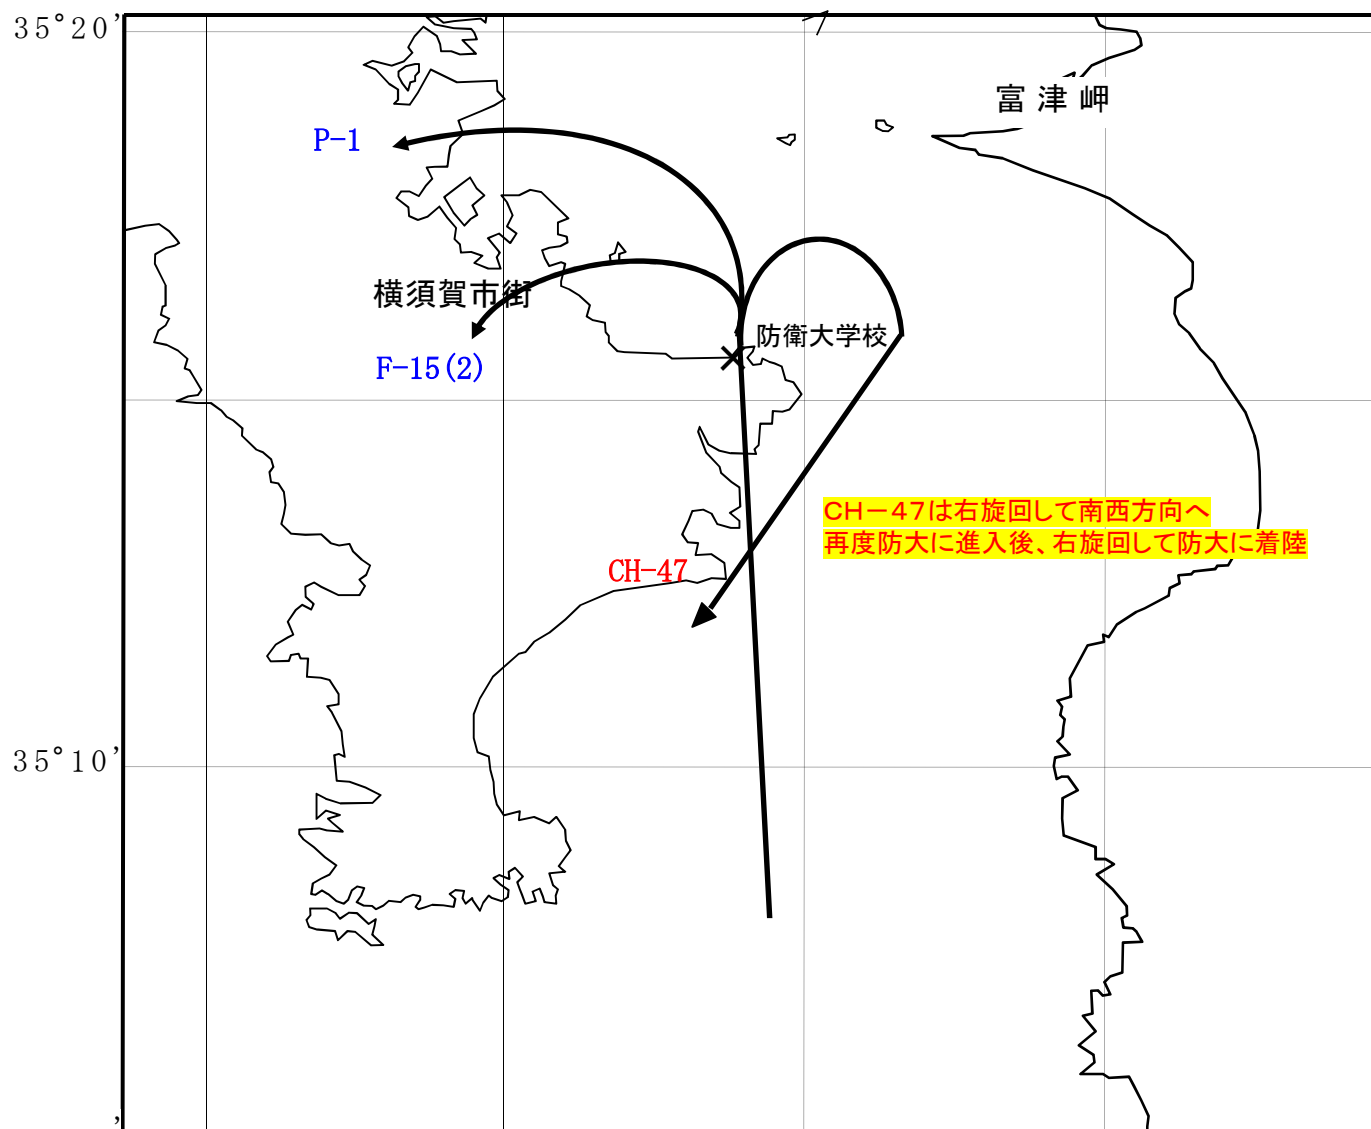 35°20'
富津岬
P-1
横須賀市街
防衛大学校
F-15(2)
CH－47は右旋回して南西方向へ
再度防大に進入後、右旋回して防大に着陸
CH-47
35°10'
'